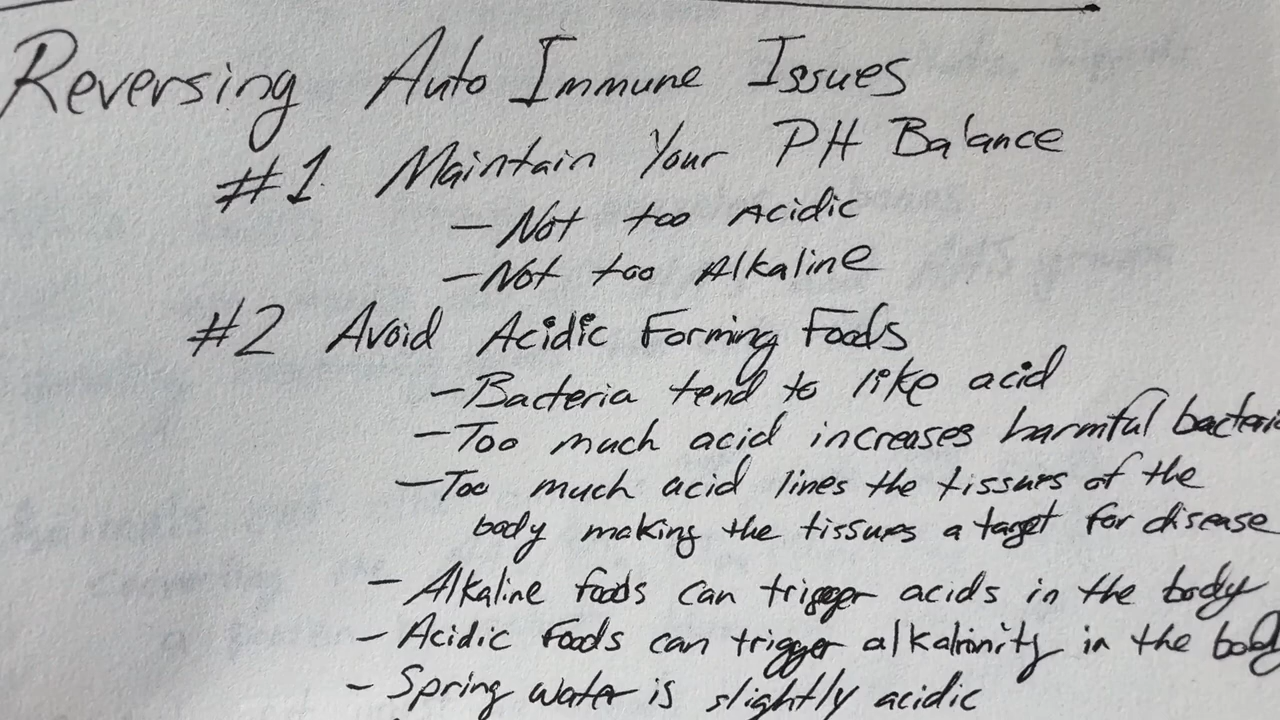 Reversing Auto Immune Issues
#1 Maintain Your PH Balance
- Not too Acidic
- Not too Alkaline
#2 Avoid Acidic Forming Foods
- Bacteria tend to like acid
- Too much acid increases harmful bacteria
- Too much acid lines the tissues of the
body making the tissues a target for disease
- Alkaline foods can trigger acids in the body
- Acidic Foods can trigger alkalinity in the body
- Spring water is slightly acidic